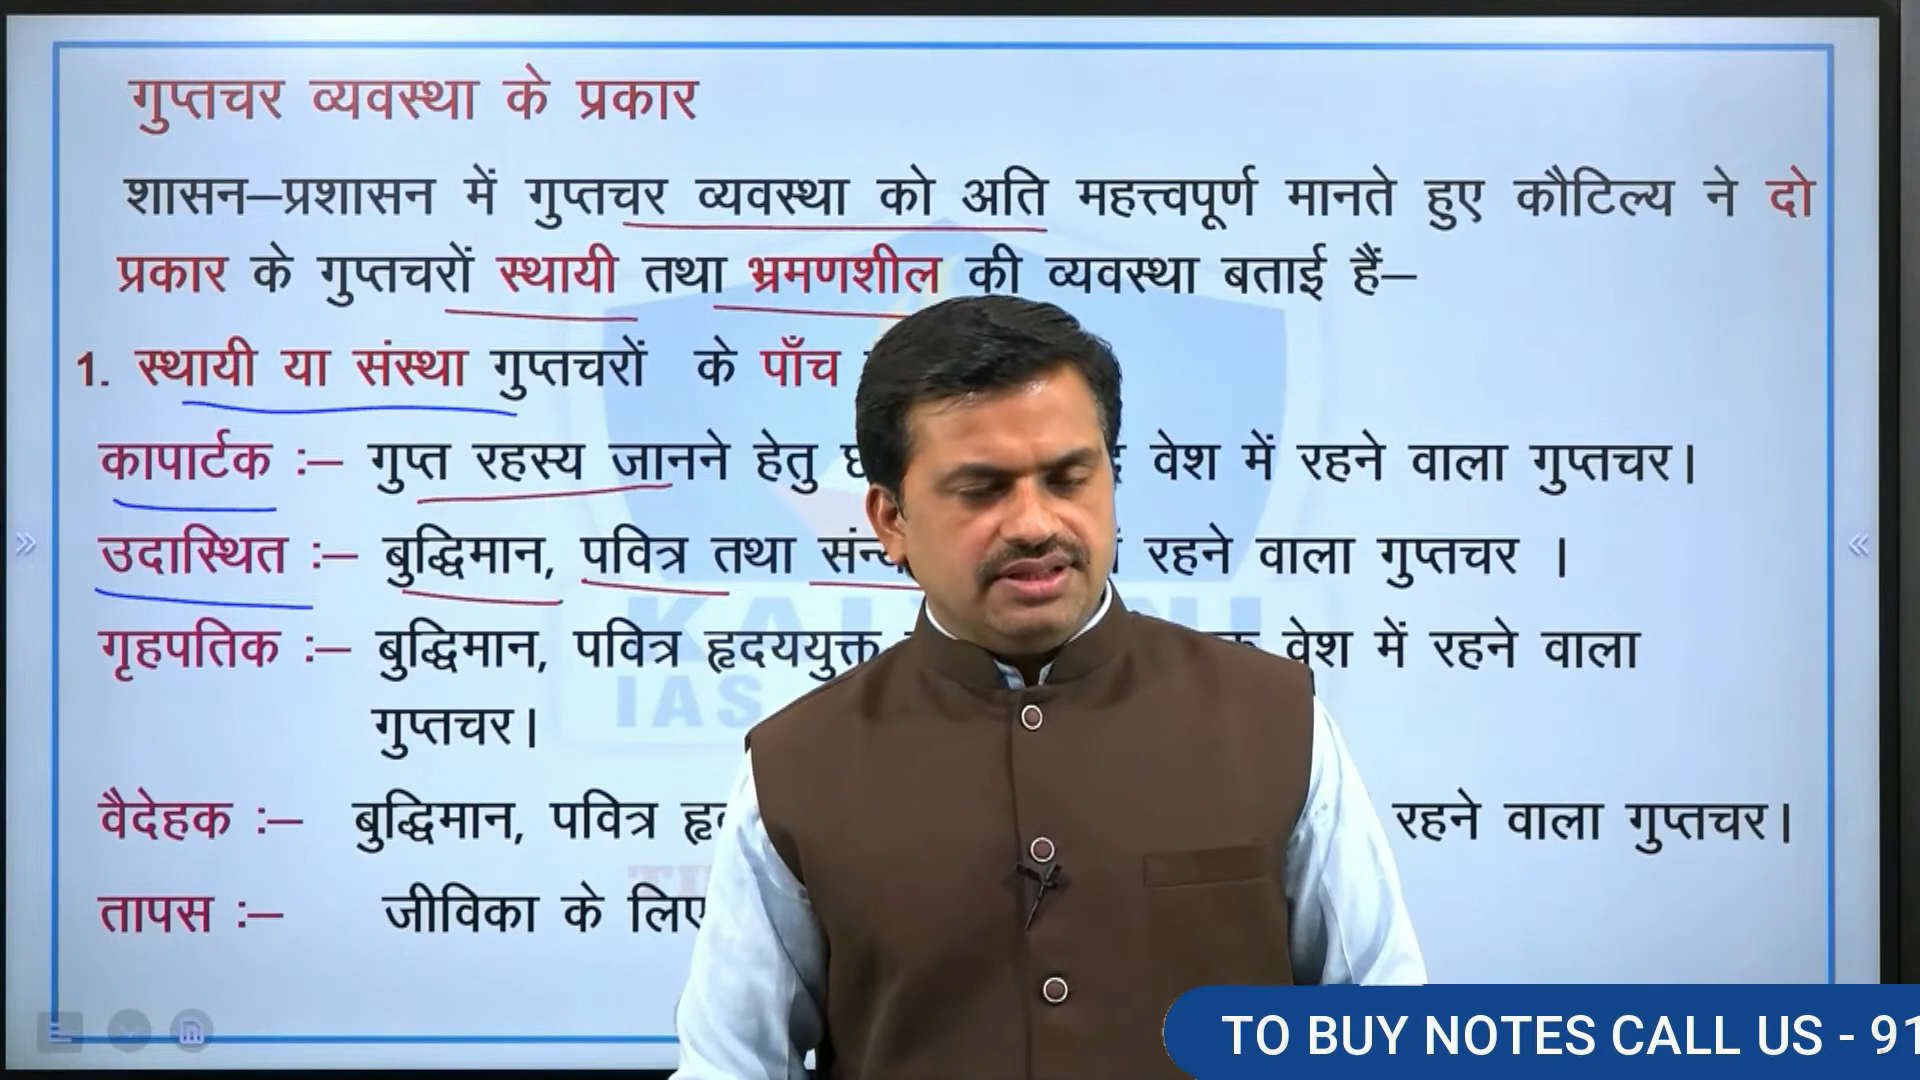 गुप्तचर व्यवस्था के प्रकार
शासन–प्रशासन में गुप्तचर व्यवस्था को अति महत्त्वपूर्ण मानते हुए कौटिल्य ने दो
प्रकार के गुप्तचरों स्थायी तथा भ्रमणशील की व्यवस्था बताई हैं–
1. स्थायी या संस्था गुप्तचरों के पाँच
कापार्टक :– गुप्त रहस्य जानने हेतु वेश में रहने वाला गुप्तचर।
उदास्थित :– बुद्धिमान, पवित्र तथा रहने वाला गुप्तचर ।
गृहपतिक :– बुद्धिमान, पवित्र हृदययुक्त वेश में रहने वाला
गुप्तचर।
वैदेहक :– बुद्धिमान, पवित्र रहने वाला गुप्तचर।
तापस :– जीविका के लिए
IAS
TO BUY NOTES CALL US - 91